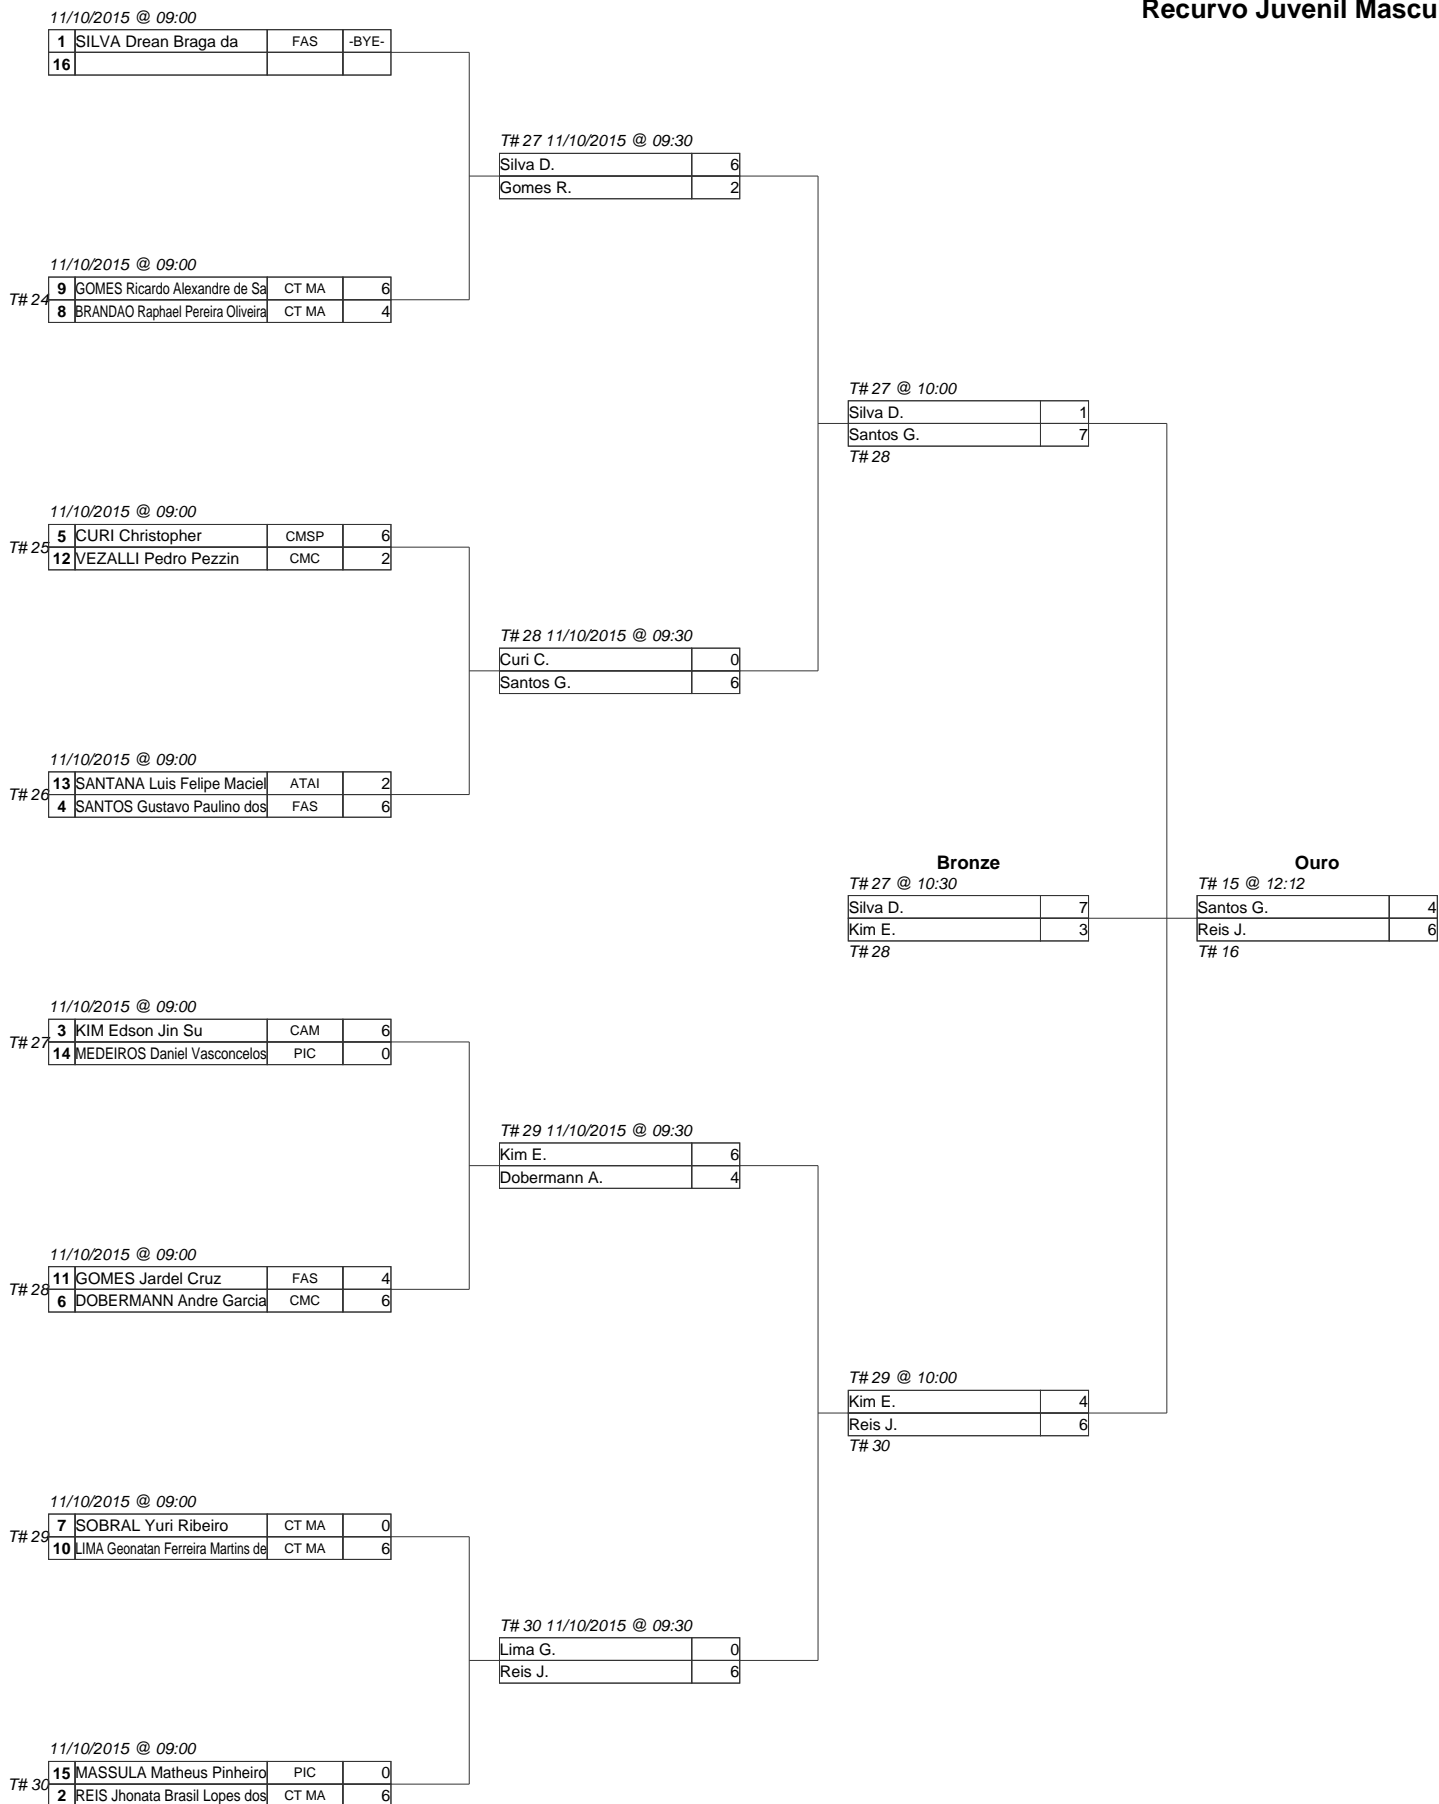 Recurvo Juvenil Mascu
11/10/2015 @ 09:00
1 SILVA Drean Braga da FAS -BYE-
16
T# 27 11/10/2015 @ 09:30
Silva D. 6
Gomes R. 2
11/10/2015 @ 09:00
T# 24
9 GOMES Ricardo Alexandre de Sa CT MA 6
8 BRANDAO Raphael Pereira Oliveira CT MA 4
T# 27 @ 10:00
Silva D. 1
Santos G. 7
T# 28
11/10/2015 @ 09:00
T# 25
5 CURI Christopher CMSP 6
12 VEZALLI Pedro Pezzin CMC 2
T# 28 11/10/2015 @ 09:30
Curi C. 0
Santos G. 6
11/10/2015 @ 09:00
T# 26
13 SANTANA Luis Felipe Maciel ATAI 2
4 SANTOS Gustavo Paulino dos FAS 6
Bronze
T# 27 @ 10:30
Silva D. 7
Kim E. 3
T# 28
Ouro
T# 15 @ 12:12
Santos G. 4
Reis J. 6
T# 16
11/10/2015 @ 09:00
T# 27
3 KIM Edson Jin Su CAM 6
14 MEDEIROS Daniel Vasconcelos PIC 0
T# 29 11/10/2015 @ 09:30
Kim E. 6
Dobermann A. 4
11/10/2015 @ 09:00
T# 28
11 GOMES Jardel Cruz FAS 4
6 DOBERMANN Andre Garcia CMC 6
T# 29 @ 10:00
Kim E. 4
Reis J. 6
T# 30
11/10/2015 @ 09:00
T# 29
7 SOBRAL Yuri Ribeiro CT MA 0
10 LIMA Geonatan Ferreira Martins de CT MA 6
T# 30 11/10/2015 @ 09:30
Lima G. 0
Reis J. 6
11/10/2015 @ 09:00
T# 30
15 MASSULA Matheus Pinheiro PIC 0
2 REIS Jhonata Brasil Lopes dos CT MA 6